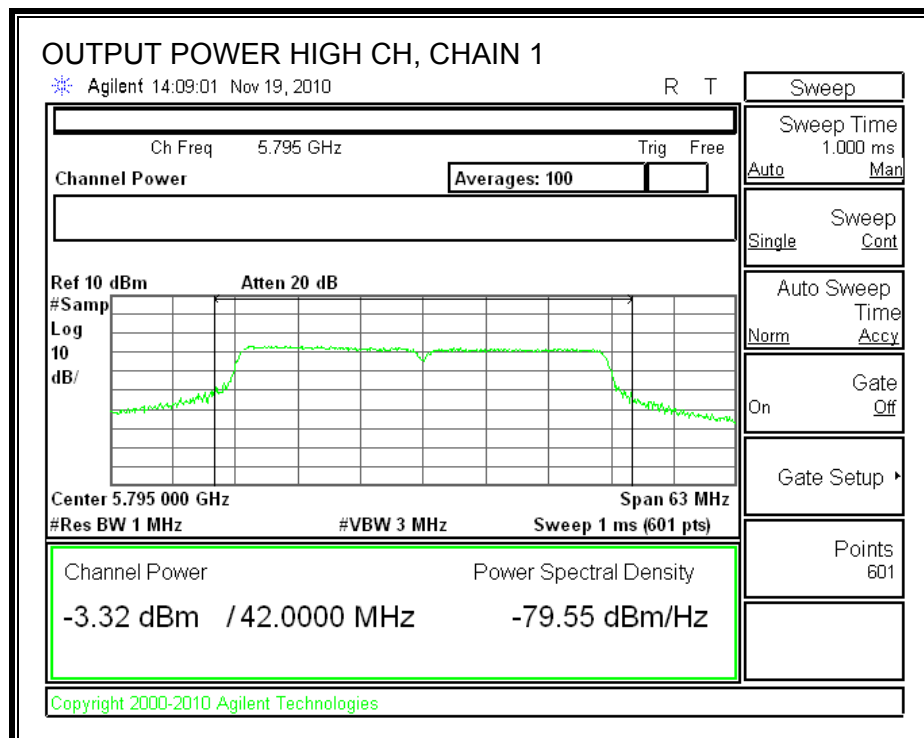 OUTPUT POWER HIGH CH, CHAIN 1
Agilent 14:09:01 Nov 19, 2010 R T
Ch Freq 5.795 GHz Trig Free
Channel Power Averages: 100
Ref 10 dBm Atten 20 dB
#Samp
Log
10
dB/
Center 5.795 000 GHz Span 63 MHz
#Res BW 1 MHz #VBW 3 MHz Sweep 1 ms (601 pts)
Channel Power Power Spectral Density
-3.32 dBm / 42.0000 MHz -79.55 dBm/Hz
Copyright 2000-2010 Agilent Technologies
Sweep
Sweep Time
1.000 ms
Auto Man
Sweep
Single Cont
Auto Sweep
Time
Norm Accy
Gate
On Off
Gate Setup
Points
601